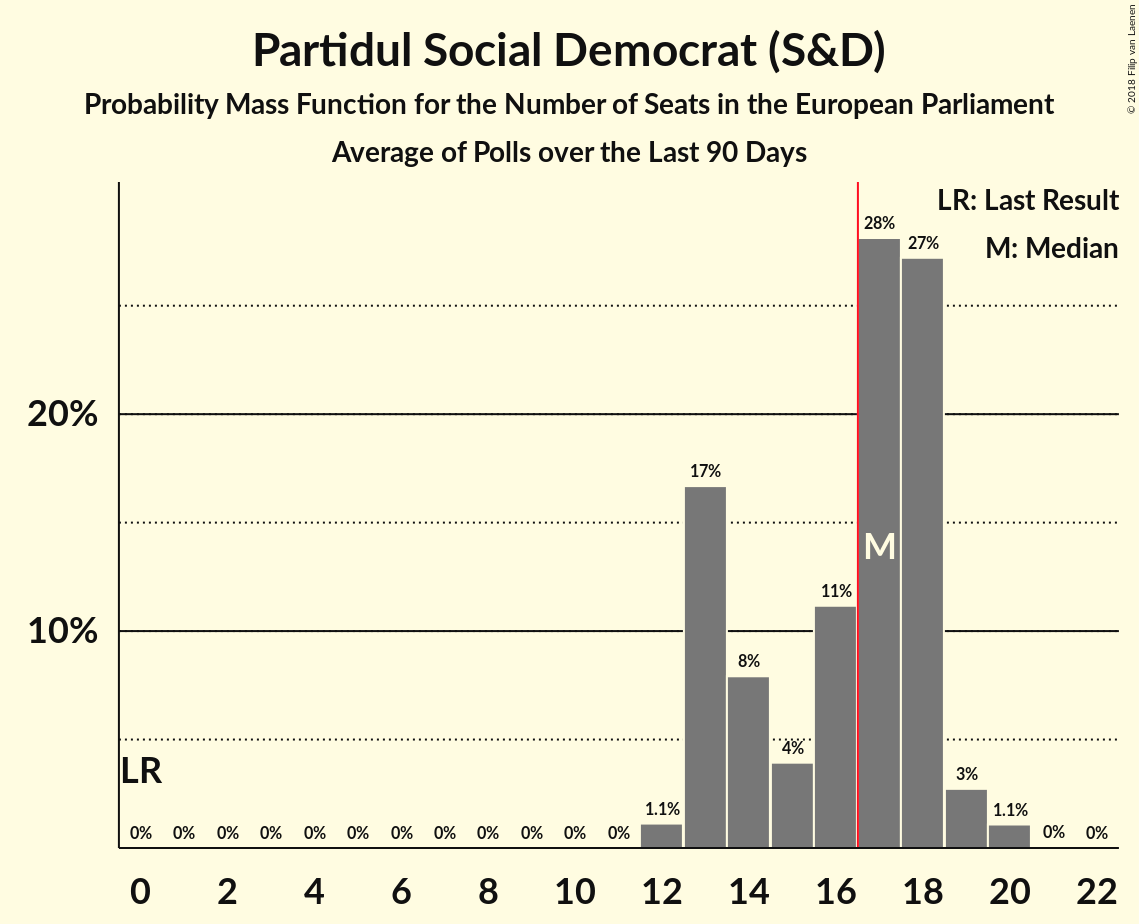 Partidul Social Democrat (S&D)
Probability Mass Function for the Number of Seats in the European Parliament
Average of Polls over the Last 90 Days
© 2018 Filip van Laenen
LR: Last Result
M: Median
28%
27%
20%
17%
M
11%
10%
8%
4%
LR
3%
1.1%
1.1%
0% 0% 0% 0% 0% 0% 0% 0% 0% 0% 0% 0% 0% 0%
0 2 4 6 8 10 12 14 16 18 20 22